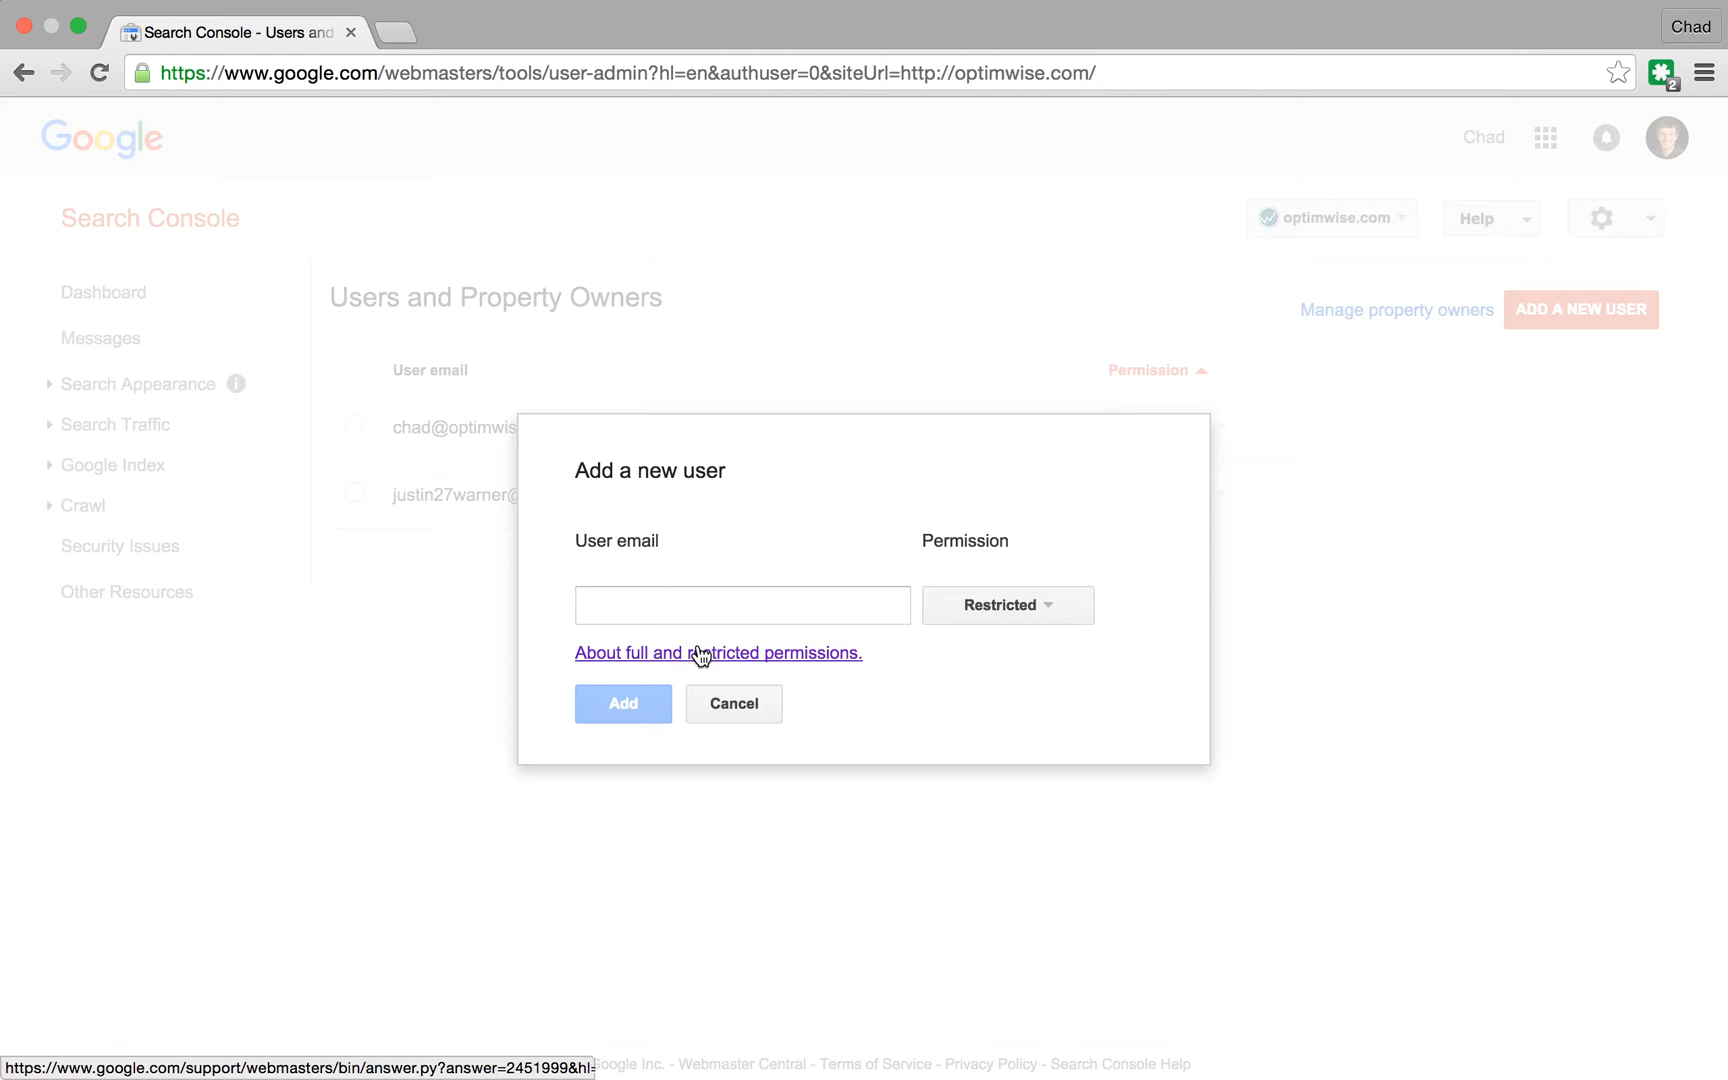 Search Console - Users and
Chad
https://www.google.com/webmasters/tools/user-admin?hl=en&authuser=0&siteUrl=http://optimwise.com/
2
Google
Chad
Search Console
optimwise.com
Help
Dashboard
Users and Property Owners
Manage property owners
ADD A NEW USER
Messages
User email
Permission
Search Appearance
i
Search Traffic
chad@optimwis
Google Index
justin27warner@
Crawl
Security Issues
Other Resources
Add a new user
User email
Permission
Restricted
About full and restricted permissions.
Add
Cancel
https://www.google.com/support/webmasters/bin/answer.py?answer=2451999&hl=
Google Inc. - Webmaster Central - Terms of Service - Privacy Policy - Search Console Help